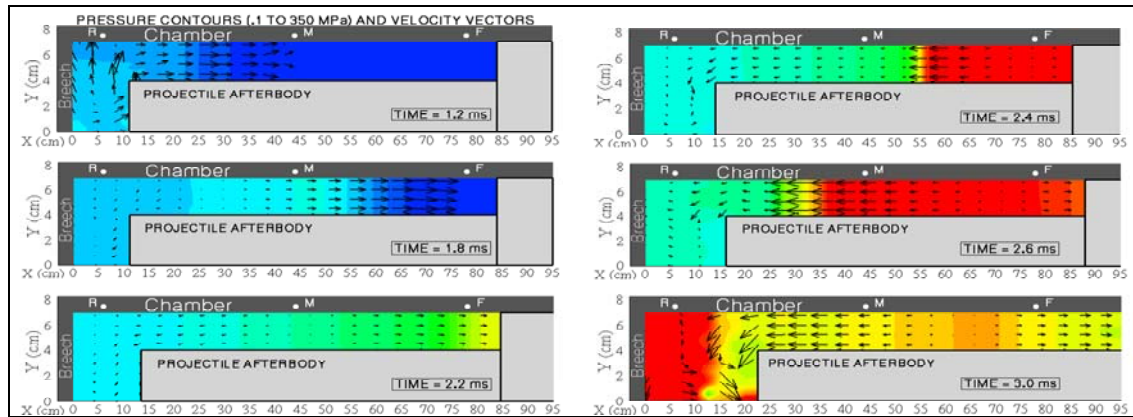 PRESSURE CONTOURS (.1 TO 350 MPa) AND VELOCITY VECTORS
8 R Chamber M F
6
Y (cm) Breech
4
PROJECTILE AFTERBODY
2
TIME = 1.2 ms
0
X (cm) 0 5 10 15 20 25 30 35 40 45 50 55 60 65 70 75 80 85 90 95
8 R Chamber M F
6
Y (cm) Breech
4
PROJECTILE AFTERBODY
2
TIME = 1.8 ms
0
X (cm) 0 5 10 15 20 25 30 35 40 45 50 55 60 65 70 75 80 85 90 95
8 R Chamber M F
6
Y (cm) Breech
4
PROJECTILE AFTERBODY
2
TIME = 2.2 ms
0
X (cm) 0 5 10 15 20 25 30 35 40 45 50 55 60 65 70 75 80 85 90 95
8 R Chamber M F
6
Y (cm) Breech
4
PROJECTILE AFTERBODY
2
TIME = 2.4 ms
0
X (cm) 0 5 10 15 20 25 30 35 40 45 50 55 60 65 70 75 80 85 90 95
8 R Chamber M F
6
Y (cm) Breech
4
PROJECTILE AFTERBODY
2
TIME = 2.6 ms
0
X (cm) 0 5 10 15 20 25 30 35 40 45 50 55 60 65 70 75 80 85 90 95
8 R Chamber M F
6
Y (cm) Breech
4
PROJECTILE AFTERBODY
2
TIME = 3.0 ms
0
X (cm) 0 5 10 15 20 25 30 35 40 45 50 55 60 65 70 75 80 85 90 95